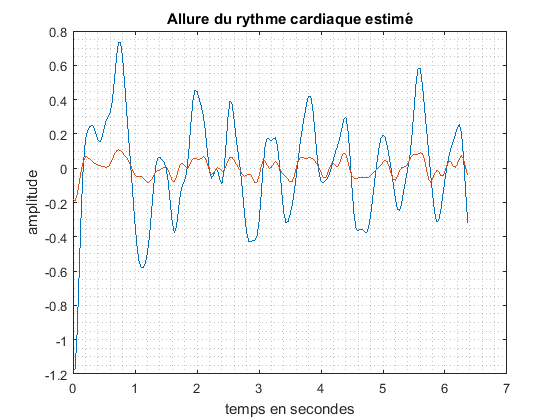 Allure du rythme cardiaque estimé
amplitude
0.8
0.6
0.4
0.2
0
-0.2
-0.4
-0.6
-0.8
-1
-1.2
0 1 2 3 4 5 6 7
temps en secondes